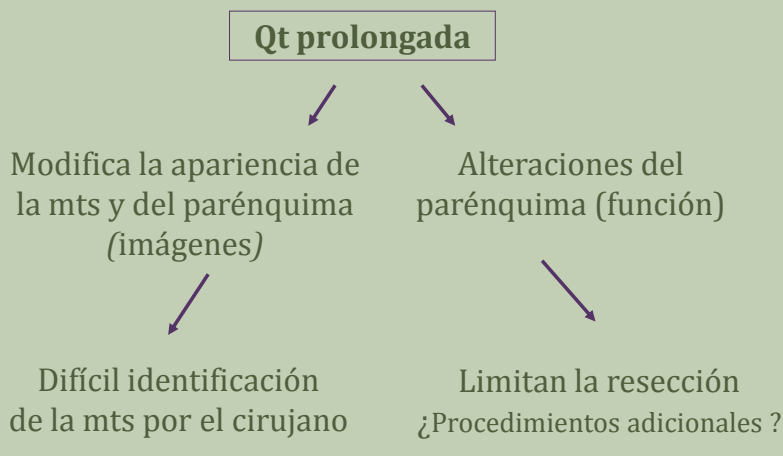 Qt prolongada
Modifica la apariencia de
la mts y del parénquima
(imágenes)
Alteraciones del
parénquima (función)
Difícil identificación
de la mts por el cirujano
Limitan la resección
¿Procedimientos adicionales ?